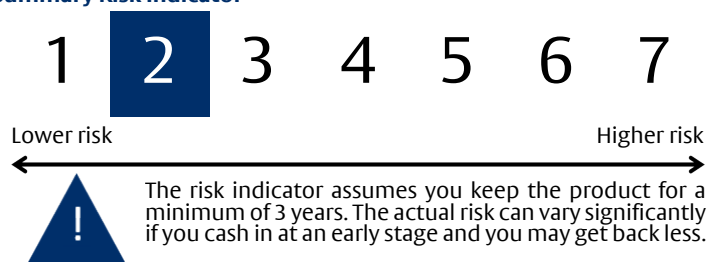 Summary Risk Indicator
1 2 3 4 5 6 7
Lower risk Higher risk
!
The risk indicator assumes you keep the product for a
minimum of 3 years. The actual risk can vary significantly
if you cash in at an early stage and you may get back less.